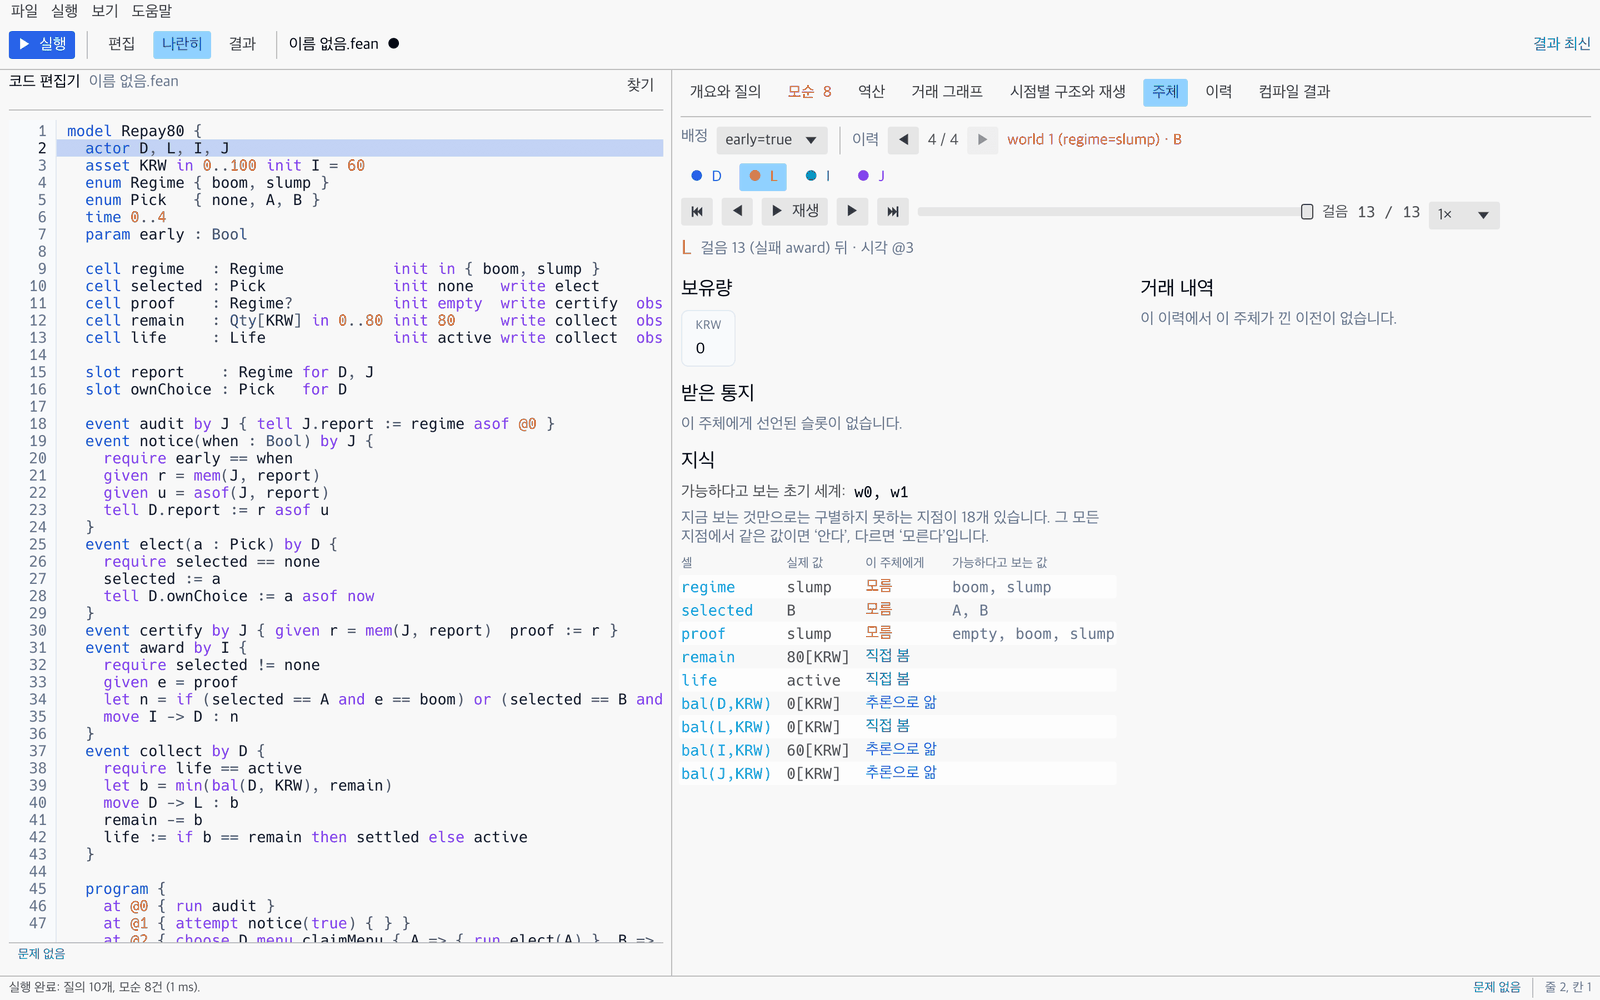 파일 실행 보기 도움말
▶ 실행 편집 나란히 결과 이름 없음.fean ● 결과 최신
코드 편집기 이름 없음.fean 찾기
1 model Repay80 {
2 actor D, L, I, J
3 asset KRW in 0..100 init I = 60
4 enum Regime { boom, slump }
5 enum Pick { none, A, B }
6 time 0..4
7 param early : Bool
8
9 cell regime : Regime init in { boom, slump }
10 cell selected : Pick init none write elect
11 cell proof : Regime? init empty write certify obs
12 cell remain : Qty[KRW] in 0..80 init 80 write collect obs
13 cell life : Life init active write collect obs
14
15 slot report : Regime for D, J
16 slot ownChoice : Pick for D
17
18 event audit by J { tell J.report := regime asof @0 }
19 event notice(when : Bool) by J {
20 require early == when
21 given r = mem(J, report)
22 given u = asof(J, report)
23 tell D.report := r asof u
24 }
25 event elect(a : Pick) by D {
26 require selected == none
27 selected := a
28 tell D.ownChoice := a asof now
29 }
30 event certify by J { given r = mem(J, report) proof := r }
31 event award by I {
32 require selected != none
33 given e = proof
34 let n = if (selected == A and e == boom) or (selected == B and
35 move I -> D : n
36 }
37 event collect by D {
38 require life == active
39 let b = min(bal(D, KRW), remain)
40 move D -> L : b
41 remain -= b
42 life := if b == remain then settled else active
43 }
44
45 program {
46 at @0 { run audit }
47 at @1 { attempt notice(true) { } }
at @2 { choose D menu claimMenu { A => { run elect(A) } B =>
문제 없음
개요와 질의 모순 8 역산 거래 그래프 시점별 구조와 재생 주체 이력 컴파일 결과
배정 early=true ▼ 이력 ◀ 4 / 4 ▶ world 1 (regime=slump) · B
● D ● L ● I ● J
⏮ ◀ ▶ 재생 ▶ ⏭ 걸음 13 / 13 1× ▼
L 걸음 13 (실패 award) 뒤 · 시각 @3
보유량
KRW
0
받은 통지
이 주체에게 선언된 슬롯이 없습니다.
지식
가능하다고 보는 초기 세계: w0, w1
지금 보는 것만으로는 구별하지 못하는 지점이 18개 있습니다. 그 모든
지점에서 같은 값이면 ‘안다’, 다르면 ‘모른다’입니다.
셀 실제 값 이 주체에게 가능하다고 보는 값
regime slump 모름 boom, slump
selected B 모름 A, B
proof slump 모름 empty, boom, slump
remain 80[KRW] 직접 봄
life active 직접 봄
bal(D,KRW) 0[KRW] 추론으로 앎
bal(L,KRW) 0[KRW] 직접 봄
bal(I,KRW) 60[KRW] 추론으로 앎
bal(J,KRW) 0[KRW] 추론으로 앎
거래 내역
이 이력에서 이 주체가 낀 이전이 없습니다.
실행 완료: 질의 10개, 모순 8건 (1 ms). 문제 없음 줄 2, 칸 1